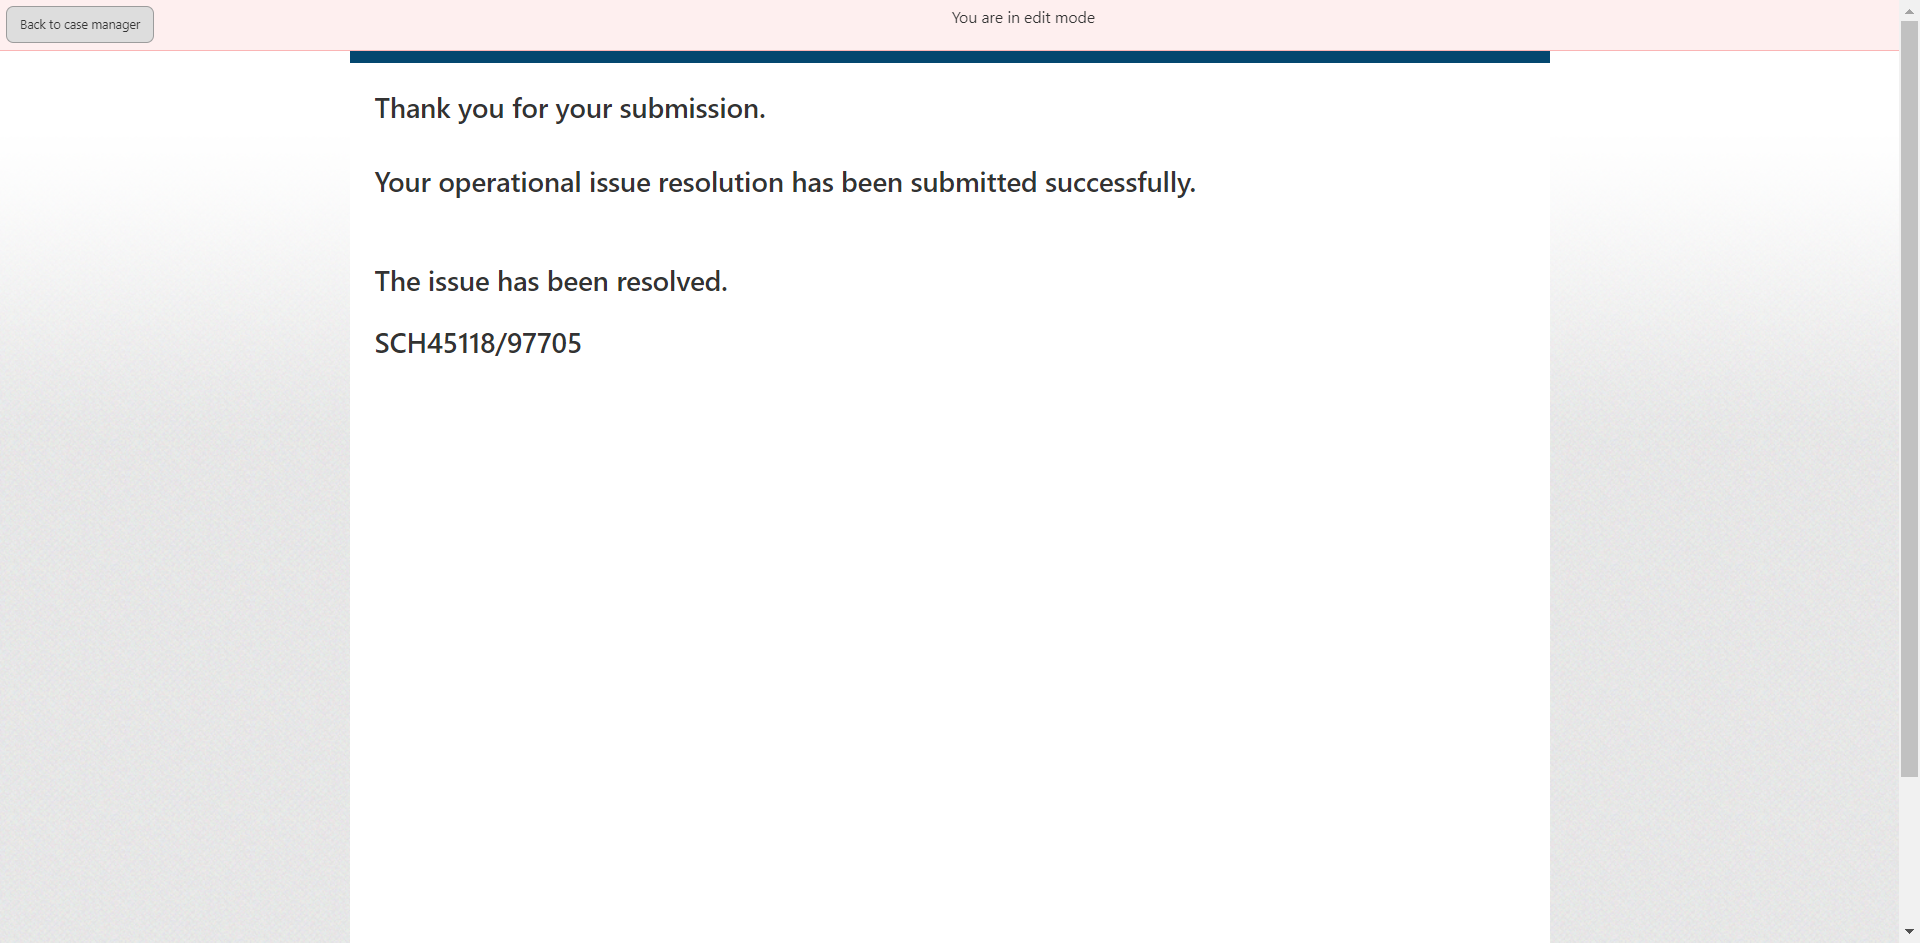 Back to case manager
You are in edit mode
Thank you for your submission.
Your operational issue resolution has been submitted successfully.
The issue has been resolved.
SCH45118/97705